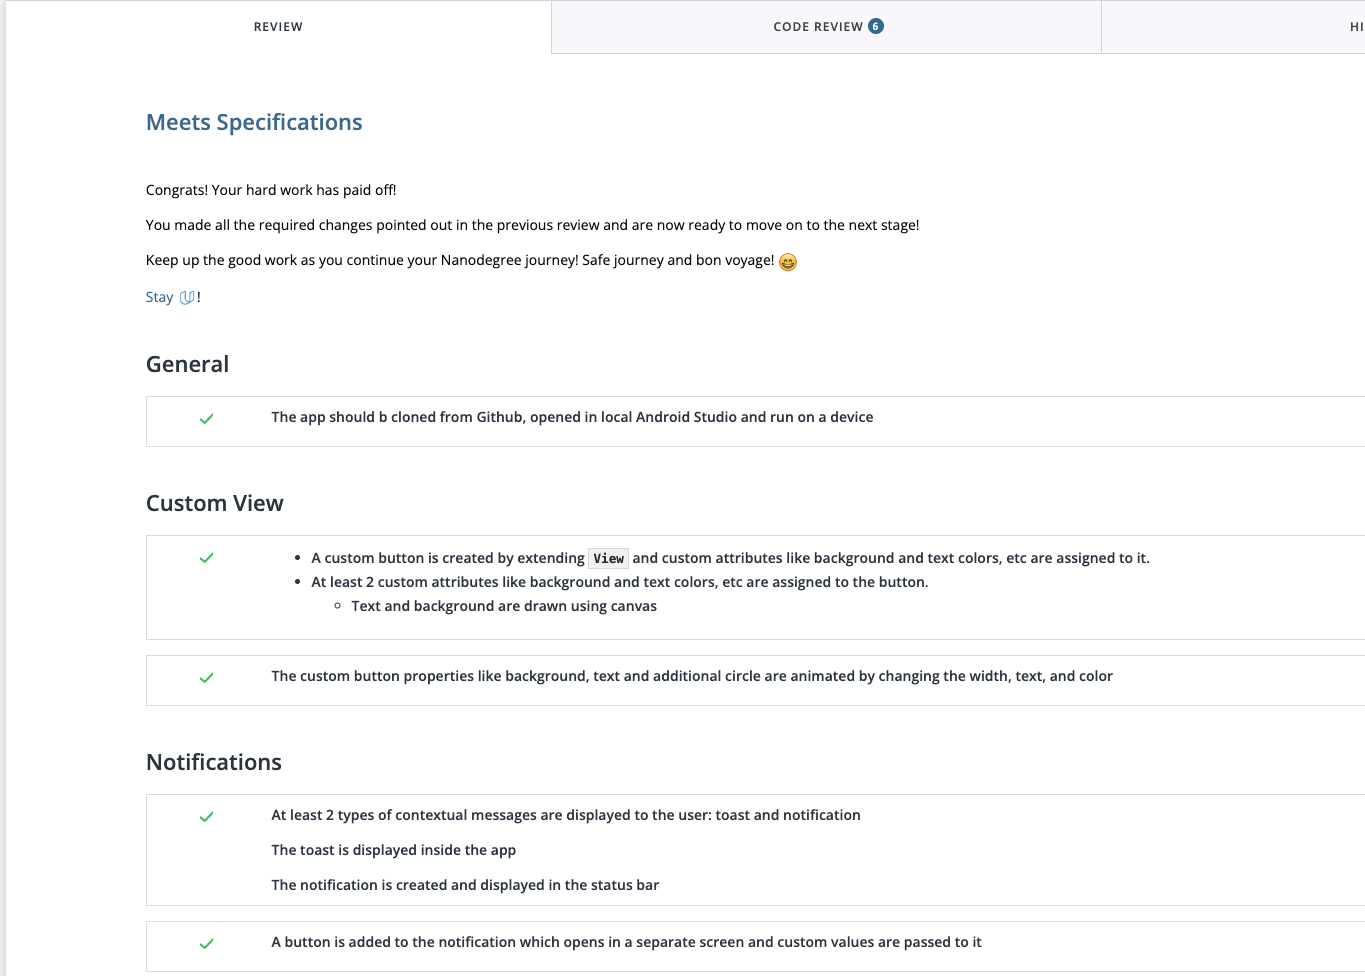 REVIEW
CODE REVIEW 6
HI
Meets Specifications
Congrats! Your hard work has paid off!
You made all the required changes pointed out in the previous review and are now ready to move on to the next stage!
Keep up the good work as you continue your Nanodegree journey! Safe journey and bon voyage! 😄
Stay !
General
The app should b cloned from Github, opened in local Android Studio and run on a device
Custom View
• A custom button is created by extending View and custom attributes like background and text colors, etc are assigned to it.
• At least 2 custom attributes like background and text colors, etc are assigned to the button.
◦ Text and background are drawn using canvas
The custom button properties like background, text and additional circle are animated by changing the width, text, and color
Notifications
At least 2 types of contextual messages are displayed to the user: toast and notification
The toast is displayed inside the app
The notification is created and displayed in the status bar
A button is added to the notification which opens in a separate screen and custom values are passed to it